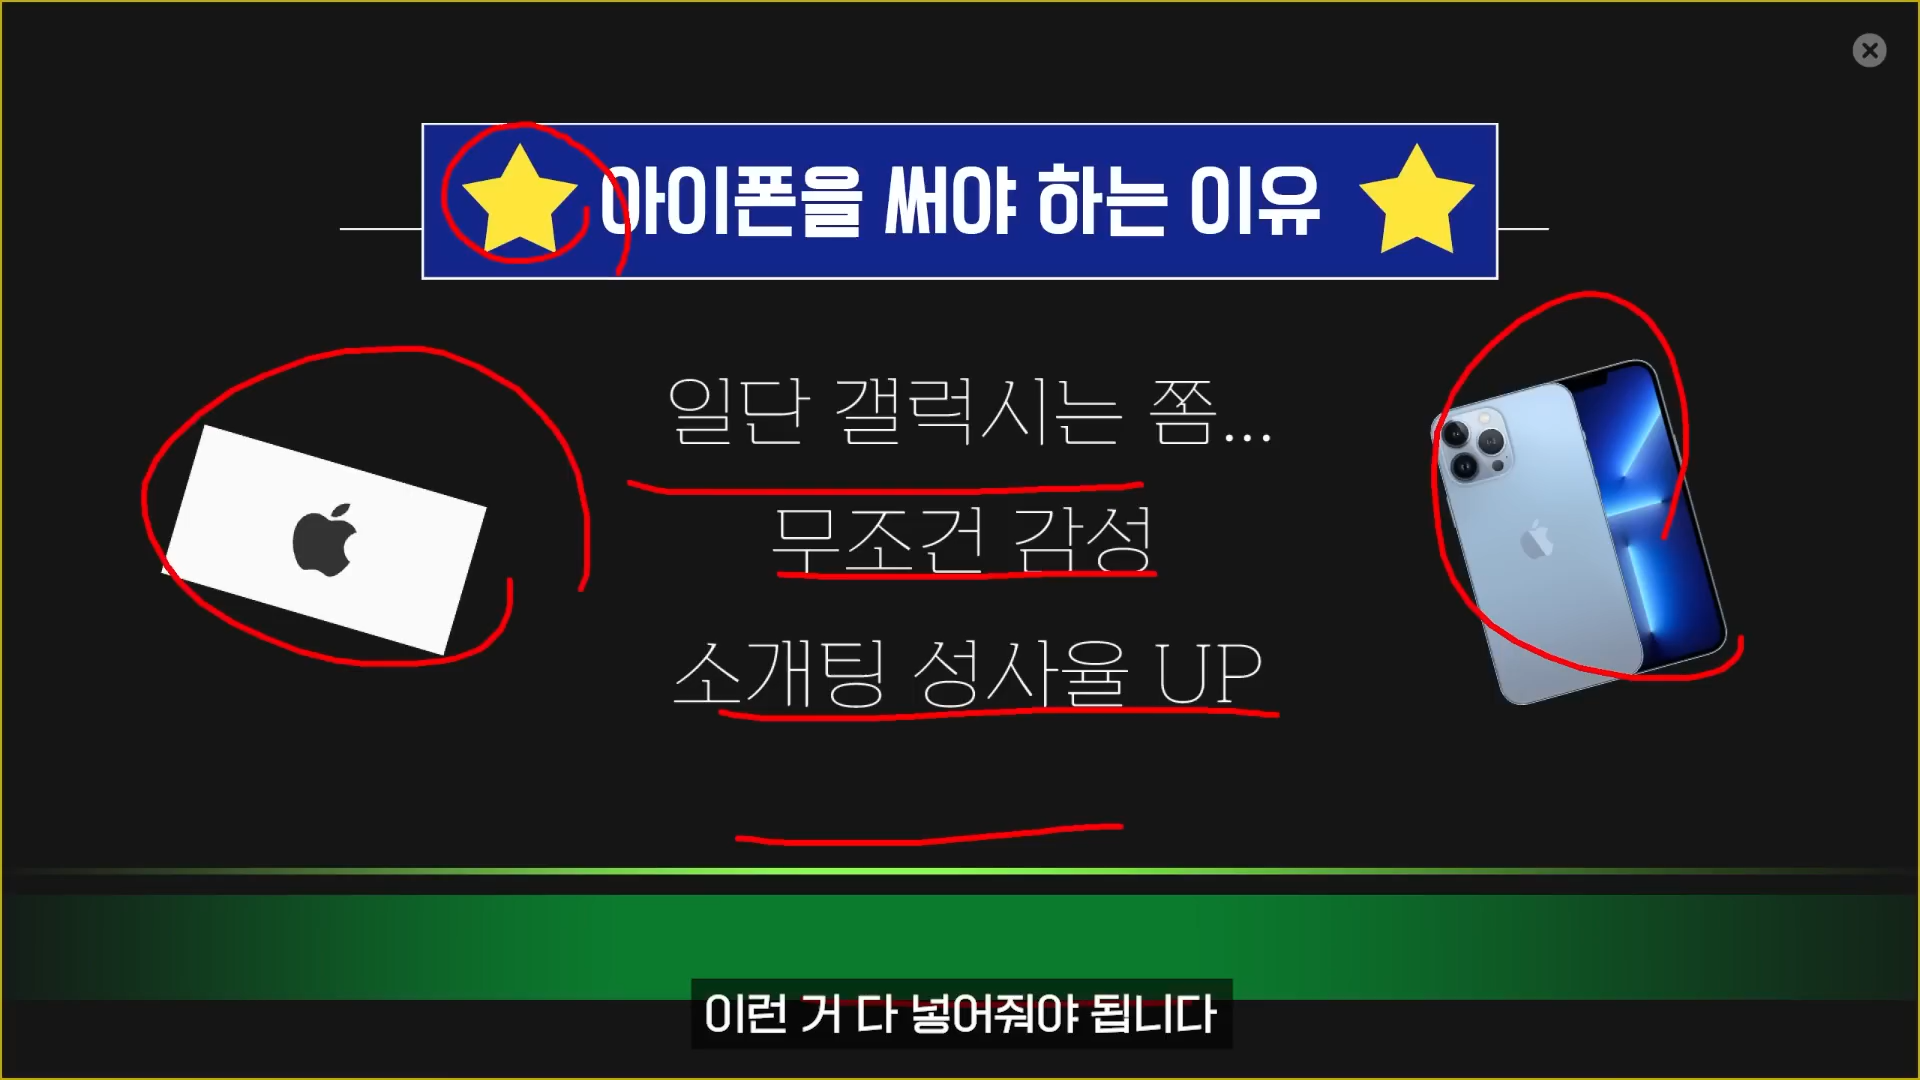 아이폰을 써야 하는 이유
일단 갤럭시는 쫌...
무조건 감성
소개팅 성사율 UP
이런 거 다 넣어줘야 됩니다